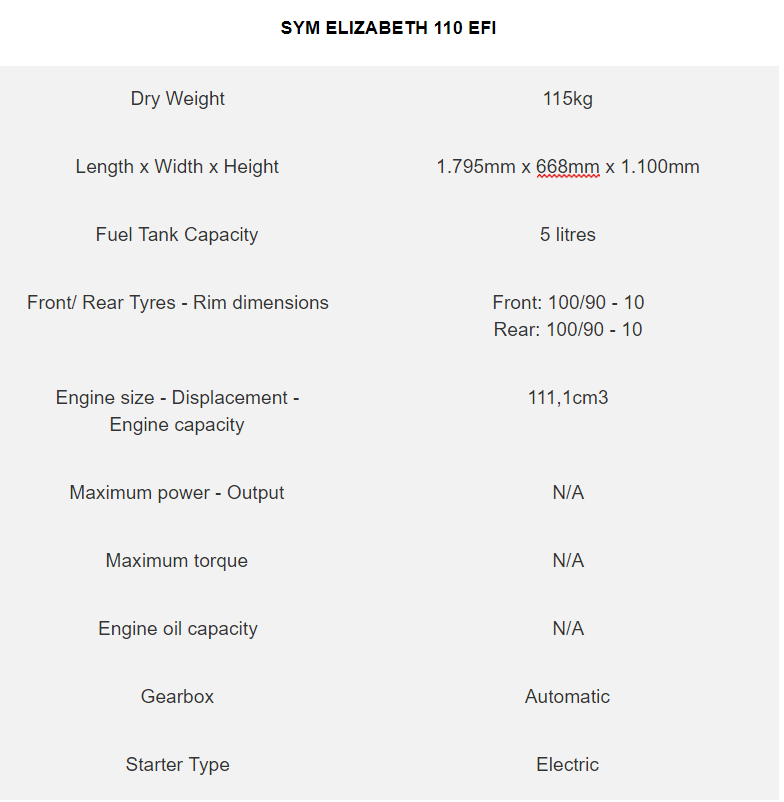 SYM ELIZABETH 110 EFI
Dry Weight 115kg
Length x Width x Height 1.795mm x 668mm x 1.100mm
Fuel Tank Capacity 5 litres
Front/ Rear Tyres - Rim dimensions Front: 100/90 - 10
Rear: 100/90 - 10
Engine size - Displacement - 111,1cm3
Engine capacity
Maximum power - Output N/A
Maximum torque N/A
Engine oil capacity N/A
Gearbox Automatic
Starter Type Electric